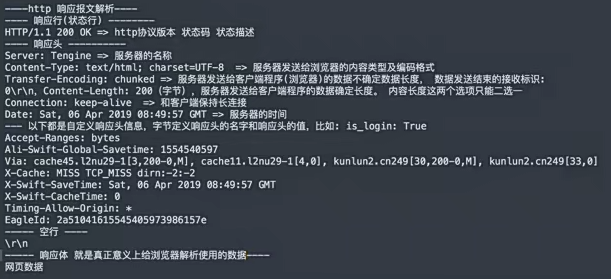 ----http 响应报文解析----
---- 响应行(状态行) --------
HTTP/1.1 200 OK => http协议版本 状态码 状态描述
---- 响应头 ----------
Server: Tengine => 服务器的名称
Content-Type: text/html; charset=UTF-8  => 服务器发送给浏览器的内容类型及编码格式
Transfer-Encoding: chunked => 服务器发送给客户端程序(浏览器)的数据不确定数据长度, 数据发送结束的接收标识:
0\r\n, Content-Length: 200（字节）, 服务器发送给客户端程序的数据确定长度。 内容长度这两个选项只能二选一
Connection: keep-alive  => 和客户端保持长连接
Date: Sat, 06 Apr 2019 08:49:57 GMT => 服务器的时间
--- 以下都是自定义响应头信息, 字节定义响应头的名字和响应头的值, 比如: is_login: True
Accept-Ranges: bytes
Ali-Swift-Global-Savetime: 1554540597
Via: cache45.l2nu29-1[3,200-0,M], cache11.l2nu29-1[4,0], kunlun2.cn249[30,200-0,M], kunlun2.cn249[33,0]
X-Cache: MISS TCP_MISS dirn:-2:-2
X-Swift-SaveTime: Sat, 06 Apr 2019 08:49:57 GMT
X-Swift-CacheTime: 0
Timing-Allow-Origin: *
EagleId: 2a51041615545405973986157e
----- 空行 ----
\r\n
----- 响应体 就是真正意义上给浏览器解析使用的数据----
网页数据